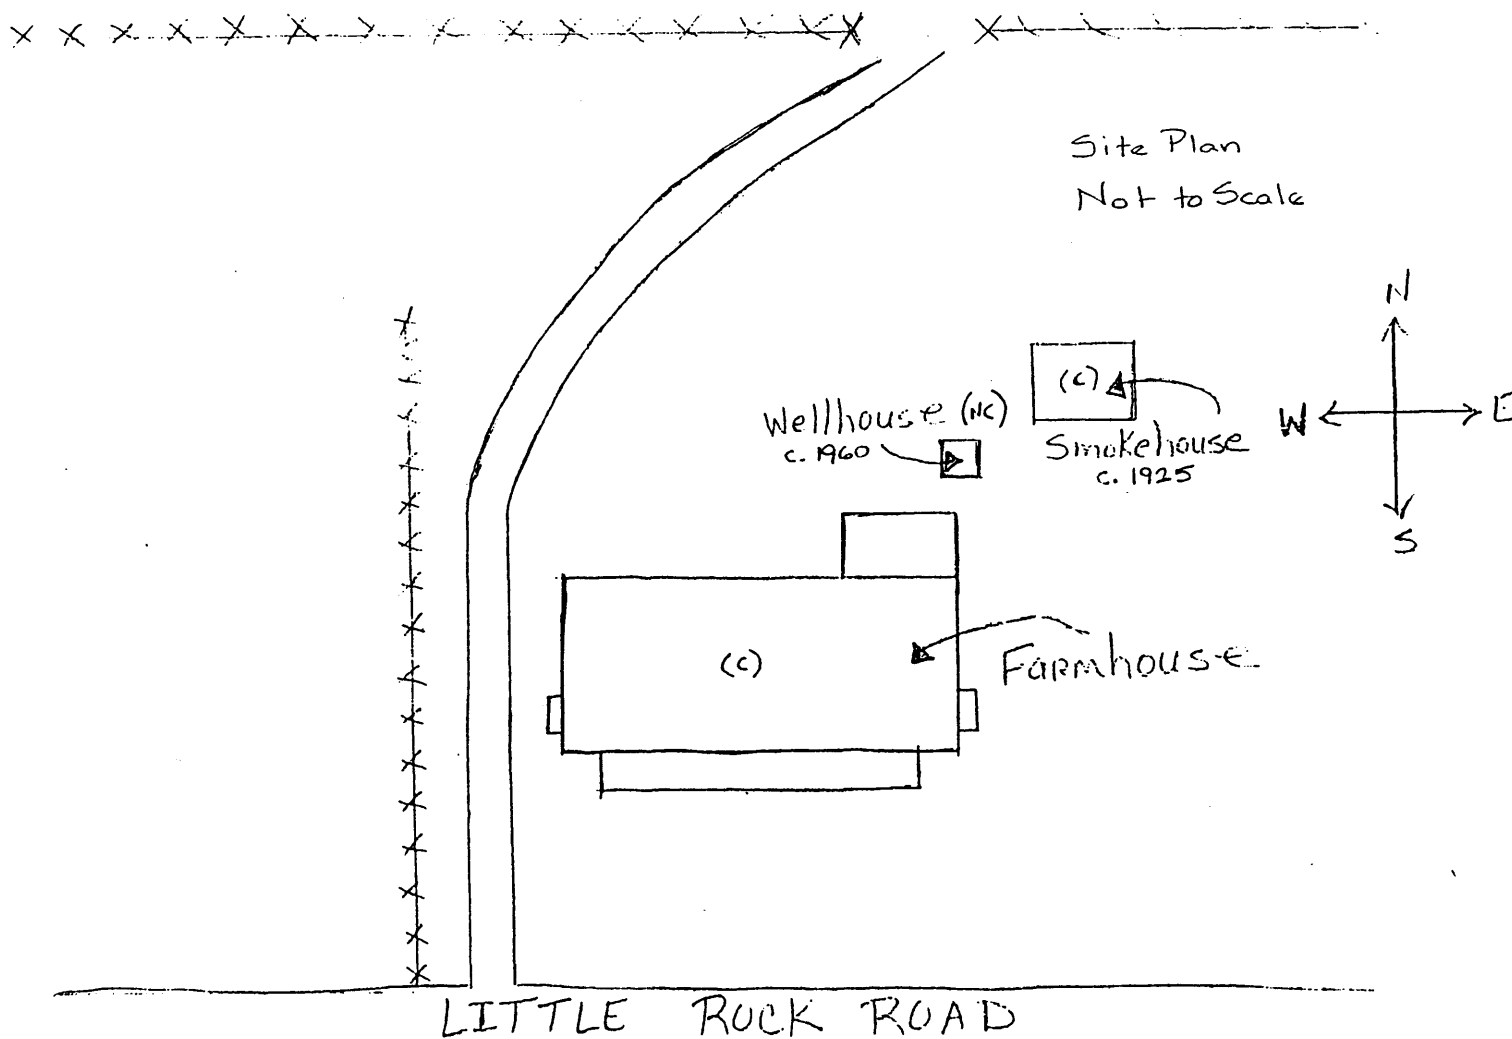 Site Plan
Not to Scale
N
W
E
S
(C)
Wellhouse (NC)
c. 1960
Smokehouse
c. 1925
(C)
Farmhouse
LITTLE ROCK ROAD